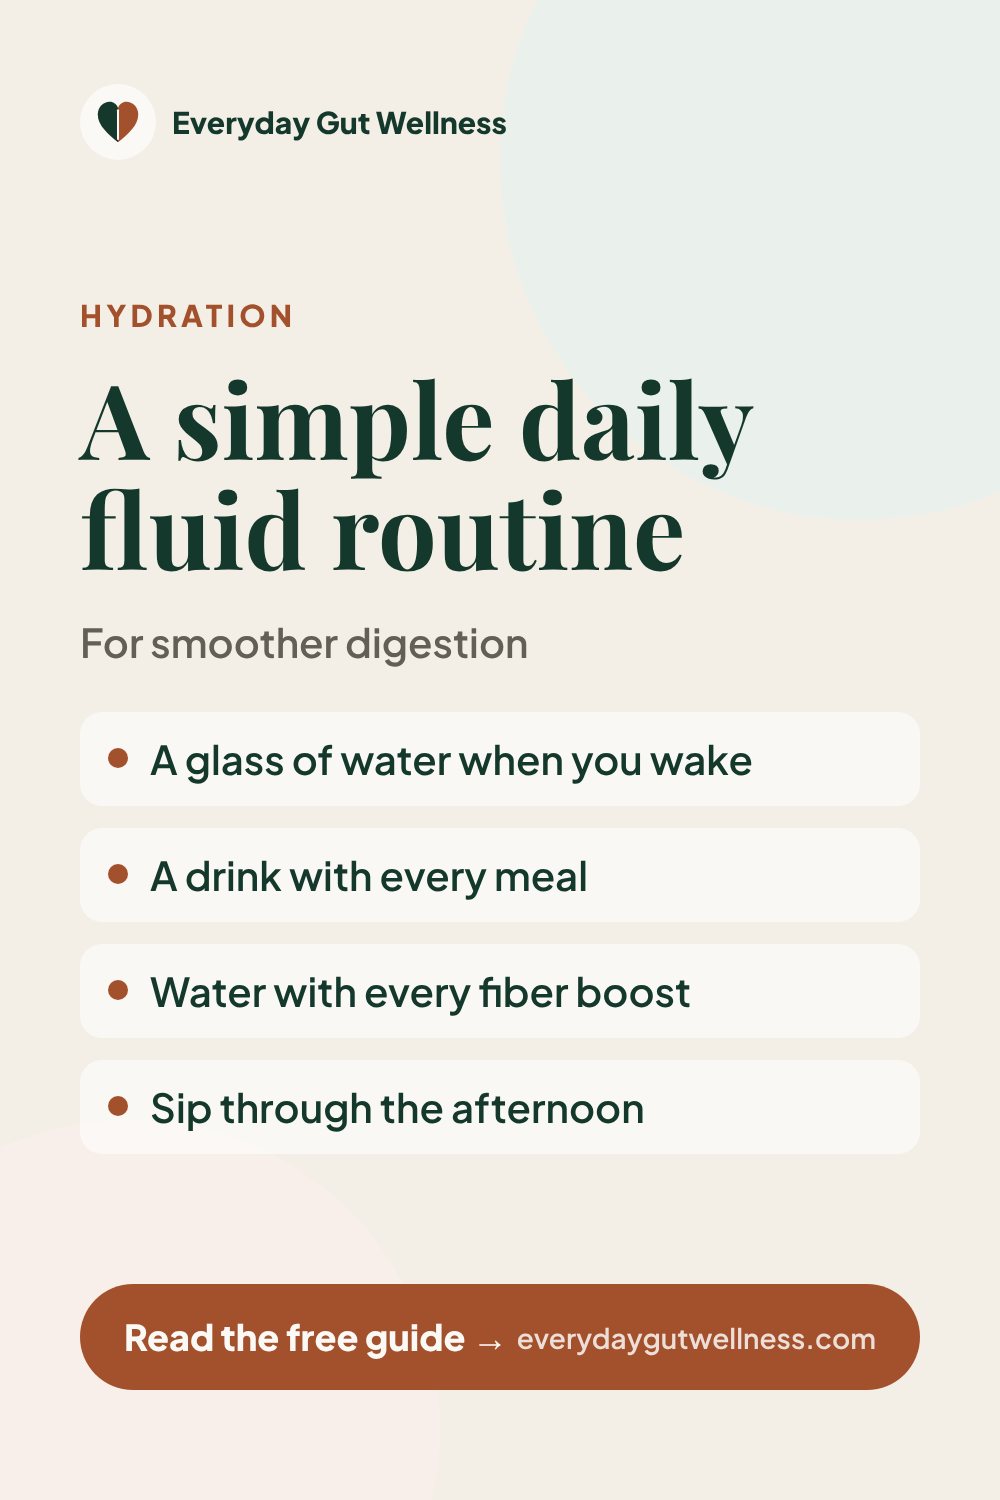 Everyday Gut Wellness
HYDRATION
A simple daily
fluid routine
For smoother digestion
A glass of water when you wake
A drink with every meal
Water with every fiber boost
Sip through the afternoon
Read the free guide → everydaygutwellness.com